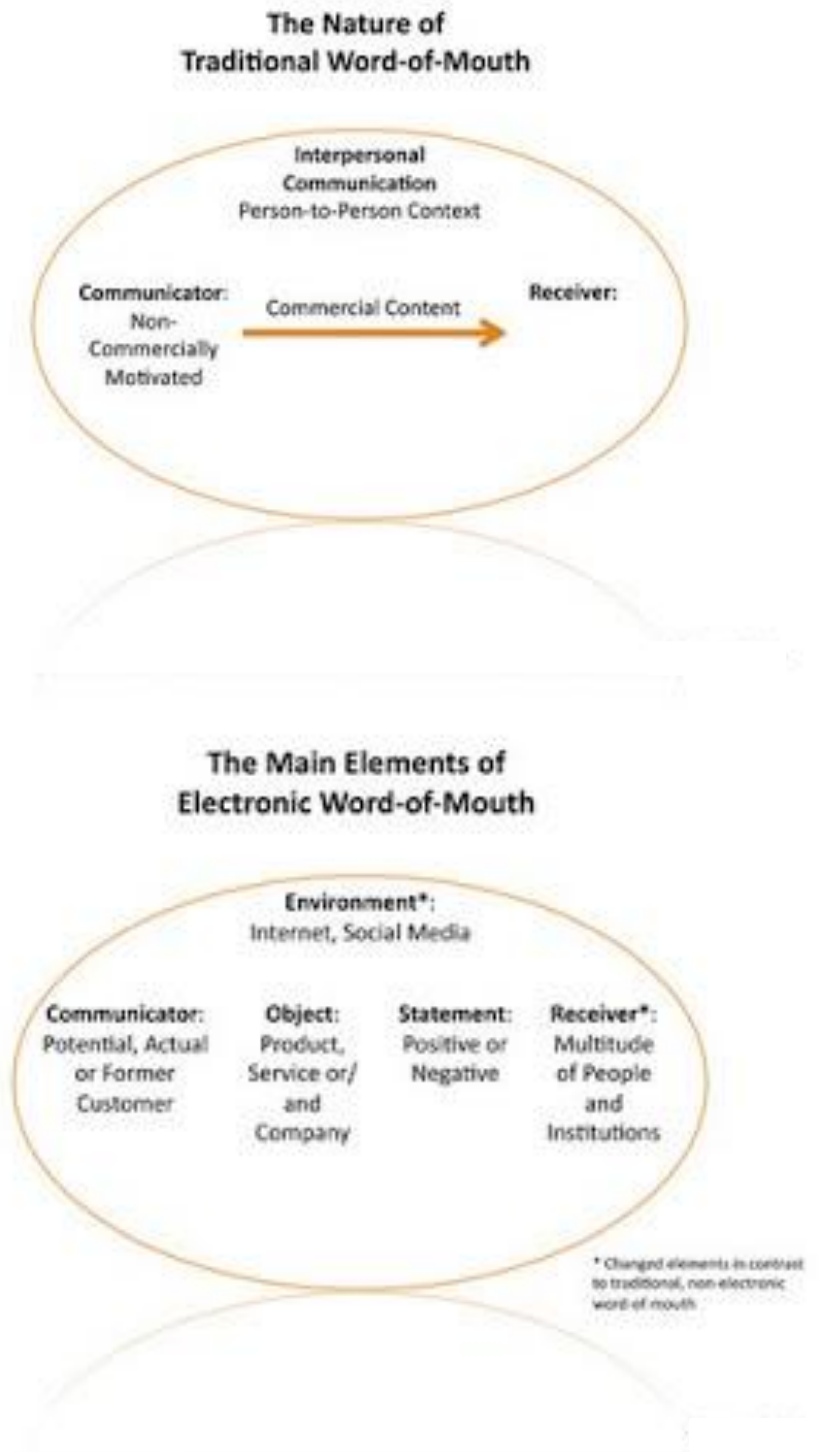 The Nature of
Traditional Word-of-Mouth
Interpersonal
Communication
Person-to-Person Context
Communicator:
Non-
Commercially
Motivated
Commercial Content
Receiver:
The Main Elements of
Electronic Word-of-Mouth
Environment*:
Internet, Social Media
Communicator:
Potential, Actual
or Former
Customer
Object:
Product,
Service or/
and
Company
Statement:
Positive or
Negative
Receiver*:
Multitude
of People
and
Institutions
* Changed elements in contrast
to traditional, non-electronic
word of mouth